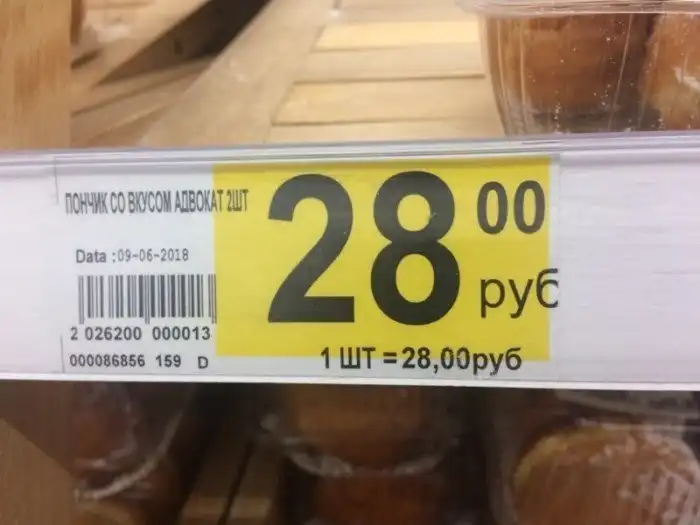 ПОНЧИК СО ВКУСОМ АДВОКАТ 2ШТ
28 00
руб
Data :09-06-2018
2 026200 000013
000086856 159 D
1 ШТ =28,00руб